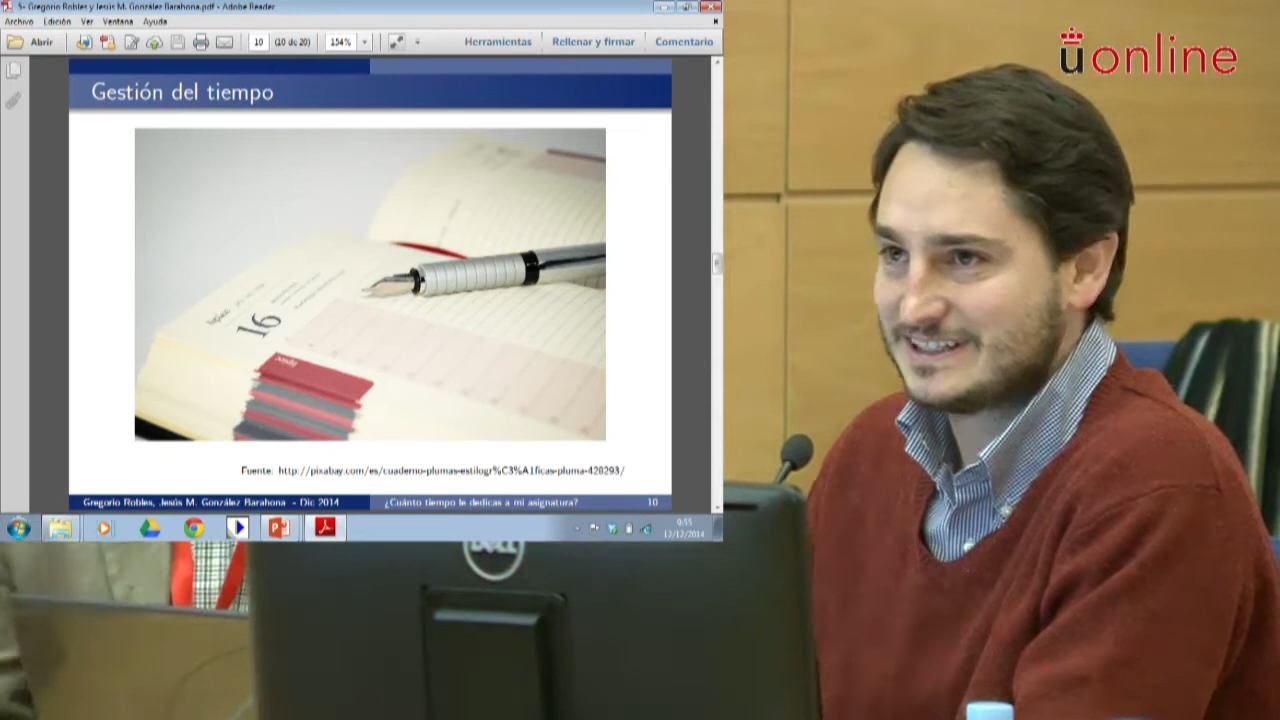 5- Gregorio Robles y Jesús M. González Barahona.pdf - Adobe Reader
Archivo Edición Ver Ventana Ayuda
Abrir
10 (10 de 20) 154%
Herramientas Rellenar y firmar Comentario
Gestión del tiempo
16
Fuente: http://pixabay.com/es/cuaderno-plumas-estilogr%C3%A1ficas-pluma-428293/
Gregorio Robles, Jesús M. González Barahona - Dic 2014 ¿Cuánto tiempo le dedicas a mi asignatura? 10
12/12/2014
uonline
DELL